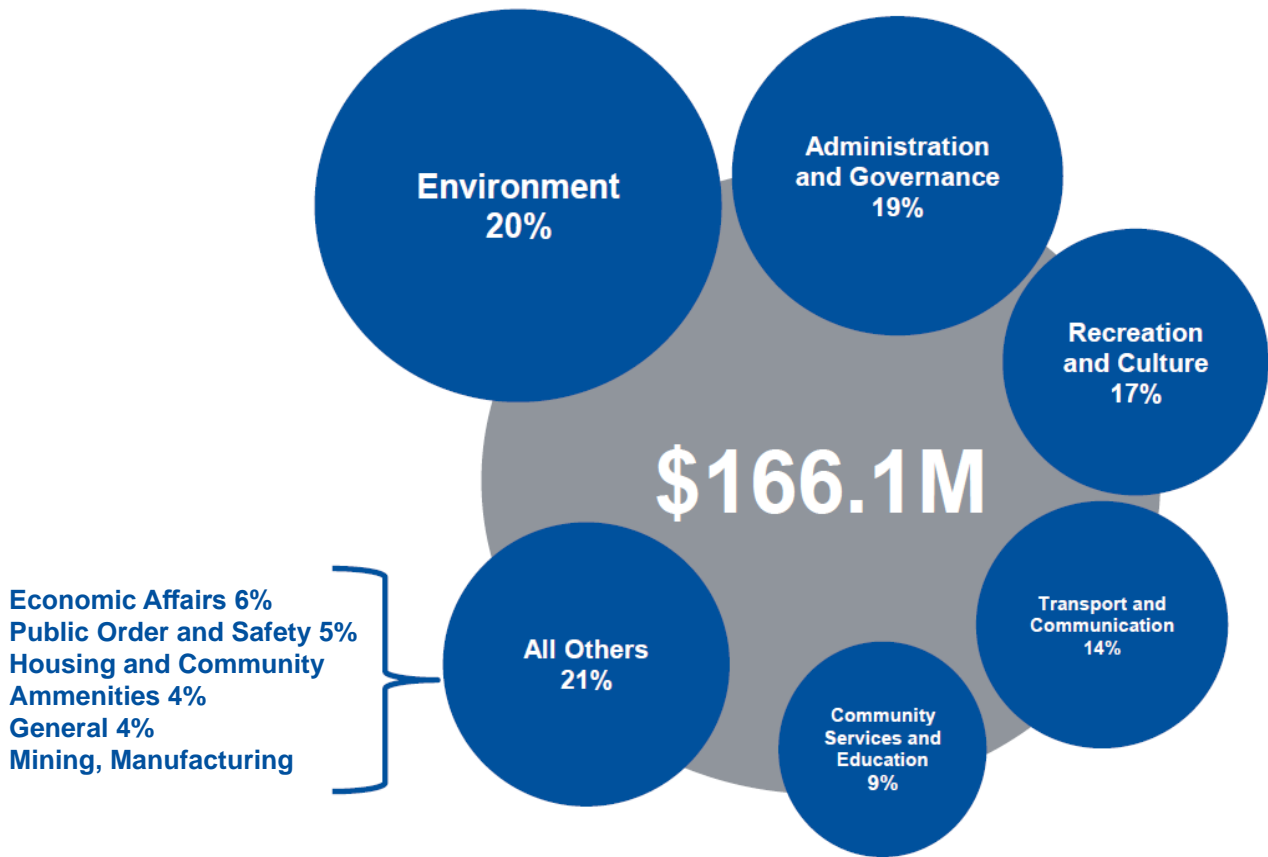 Environment
20%
Administration
and Governance
19%
Recreation
and Culture
17%
$166.1M
Transport and
Communication
14%
Community
Services and
Education
9%
All Others
21%
Economic Affairs 6%
Public Order and Safety 5%
Housing and Community
Ammenities 4%
General 4%
Mining, Manufacturing